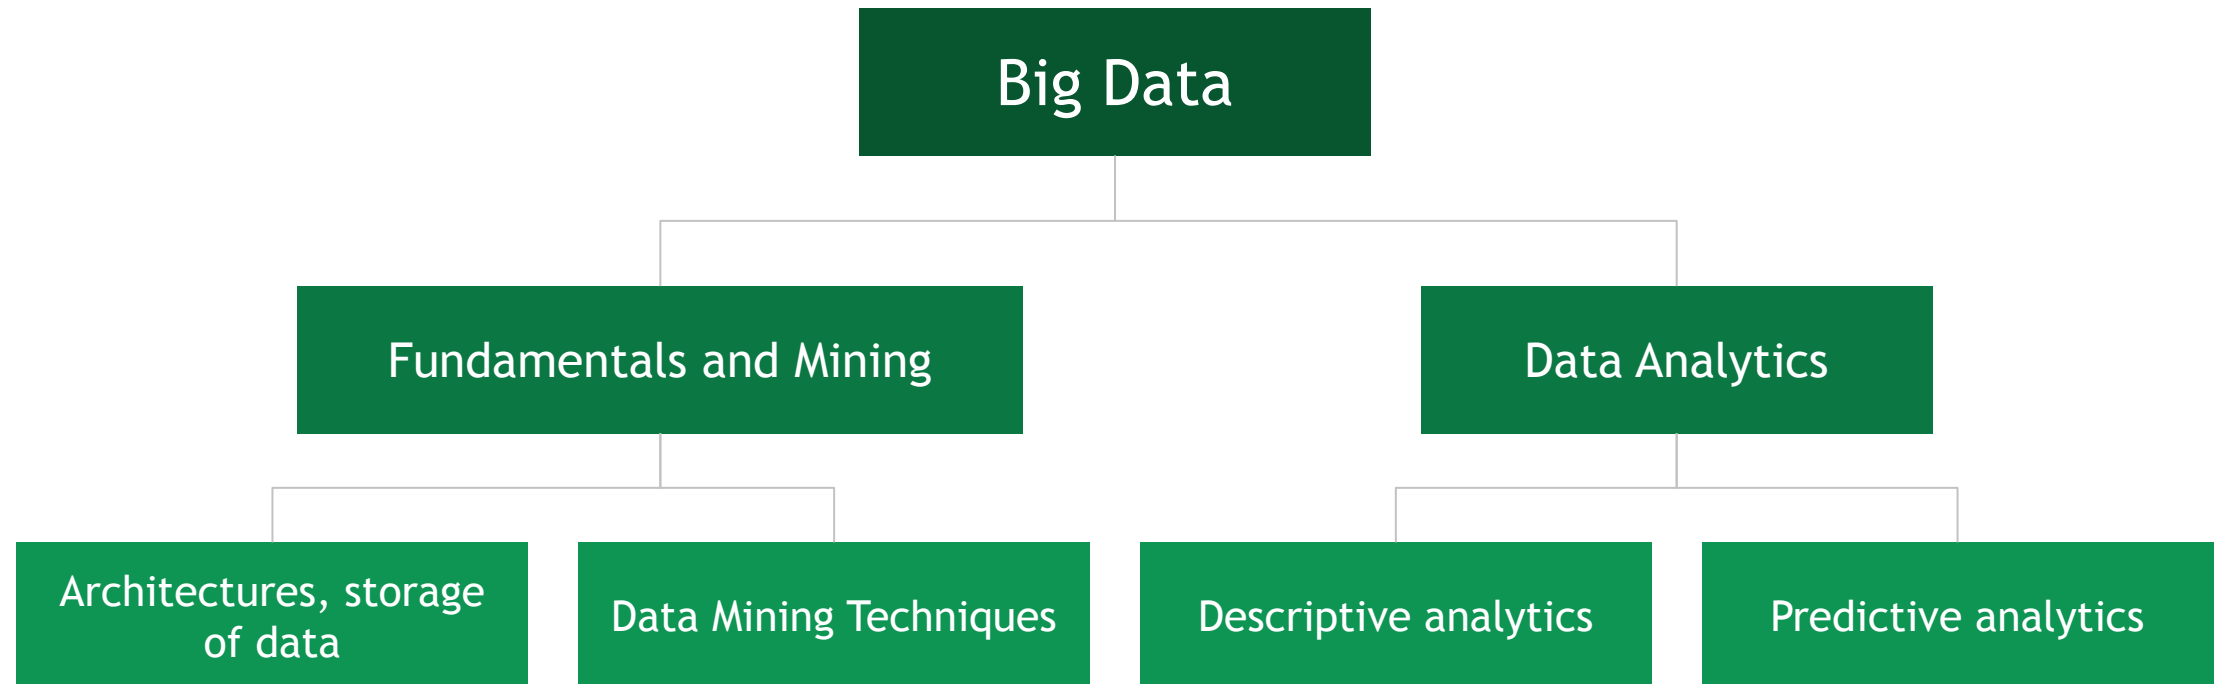 Big Data
Fundamentals and Mining
Data Analytics
Architectures, storage
of data
Data Mining Techniques
Descriptive analytics
Predictive analytics